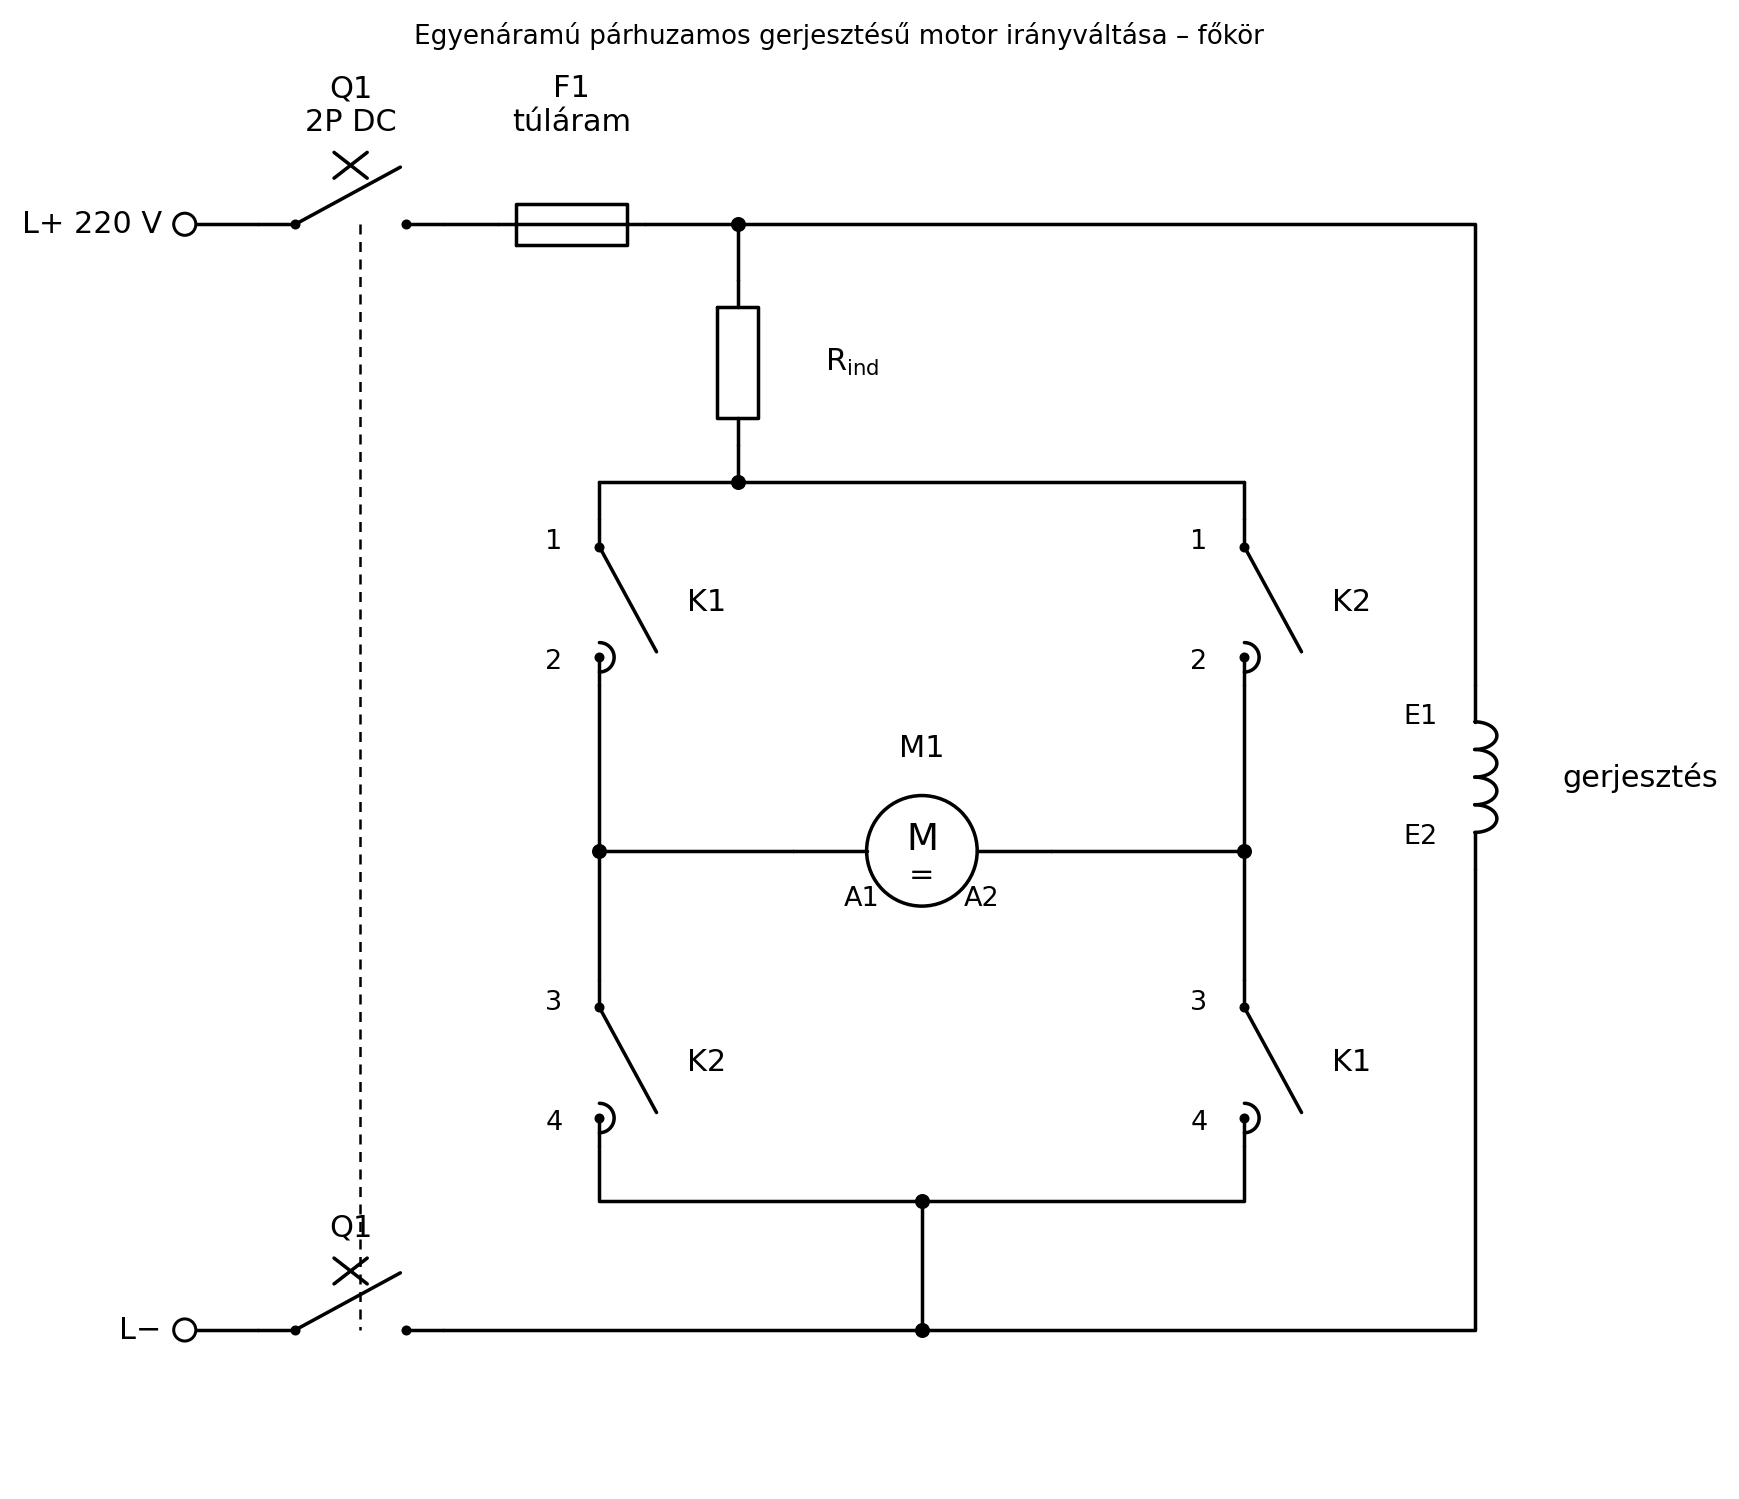 Egyenáramú párhuzamos gerjesztésű motor irányváltása – főkör
Q1
2P DC
F1
túláram
L+ 220 V
Rind
1
K1
2
1
K2
2
M1
M
=
A1
A2
E1
gerjesztés
E2
3
K2
4
3
K1
4
Q1
L−